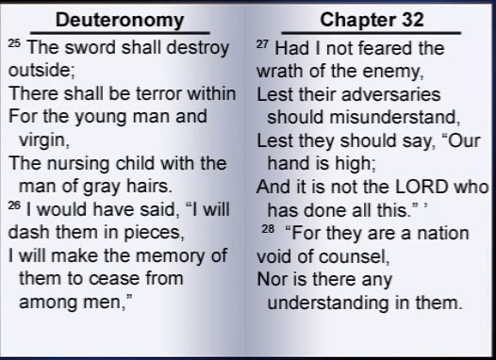 Deuteronomy
25 The sword shall destroy
outside;
There shall be terror within
For the young man and
virgin,
The nursing child with the
man of gray hairs.
26 I would have said, “I will
dash them in pieces,
I will make the memory of
them to cease from
among men,”
Chapter 32
27 Had I not feared the
wrath of the enemy,
Lest their adversaries
should misunderstand,
Lest they should say, “Our
hand is high;
And it is not the LORD who
has done all this.” ’
28 “For they are a nation
void of counsel,
Nor is there any
understanding in them.